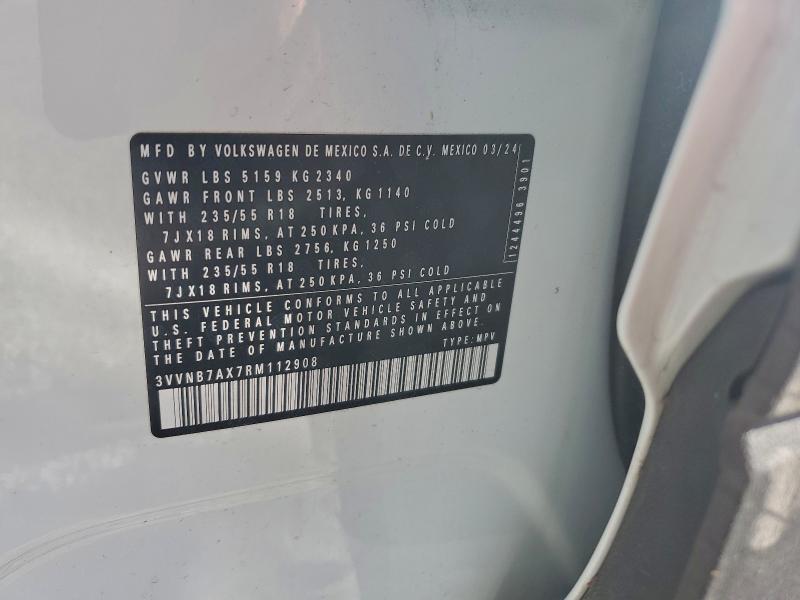 MFD BY VOLKSWAGEN DE MEXICO S.A. DE C.V. MEXICO 03/24
GVWR LBS 5159 KG 2340
GAWR FRONT LBS 2513, KG 1140
WITH 235/55 R18 TIRES,
7JX18 RIMS, AT 250 KPA, 36 PSI COLD
GAWR REAR LBS 2756, KG 1250
WITH 235/55 R18 TIRES,
7JX18 RIMS, AT 250 KPA, 36 PSI COLD
THIS VEHICLE CONFORMS TO ALL APPLICABLE
U.S. FEDERAL MOTOR VEHICLE SAFETY AND
THEFT PREVENTION STANDARDS IN EFFECT ON
THE DATE OF MANUFACTURE SHOWN ABOVE.
TYPE: MPV
3VVNB7AX7RM112908
1244496 3901